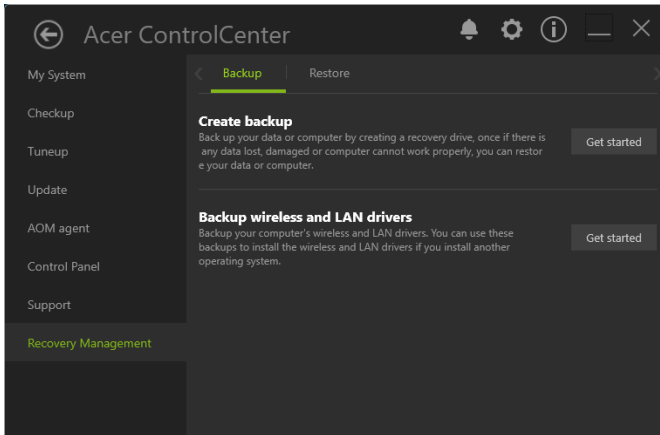 Acer ControlCenter
My System
Checkup
Tuneup
Update
AOM agent
Control Panel
Support
Recovery Management
Backup
Restore
Create backup
Back up your data or computer by creating a recovery drive, once if there is
any data lost, damaged or computer cannot work properly, you can restor
e your data or computer.
Get started
Backup wireless and LAN drivers
Backup your computer's wireless and LAN drivers. You can use these
backups to install the wireless and LAN drivers if you install another
operating system.
Get started